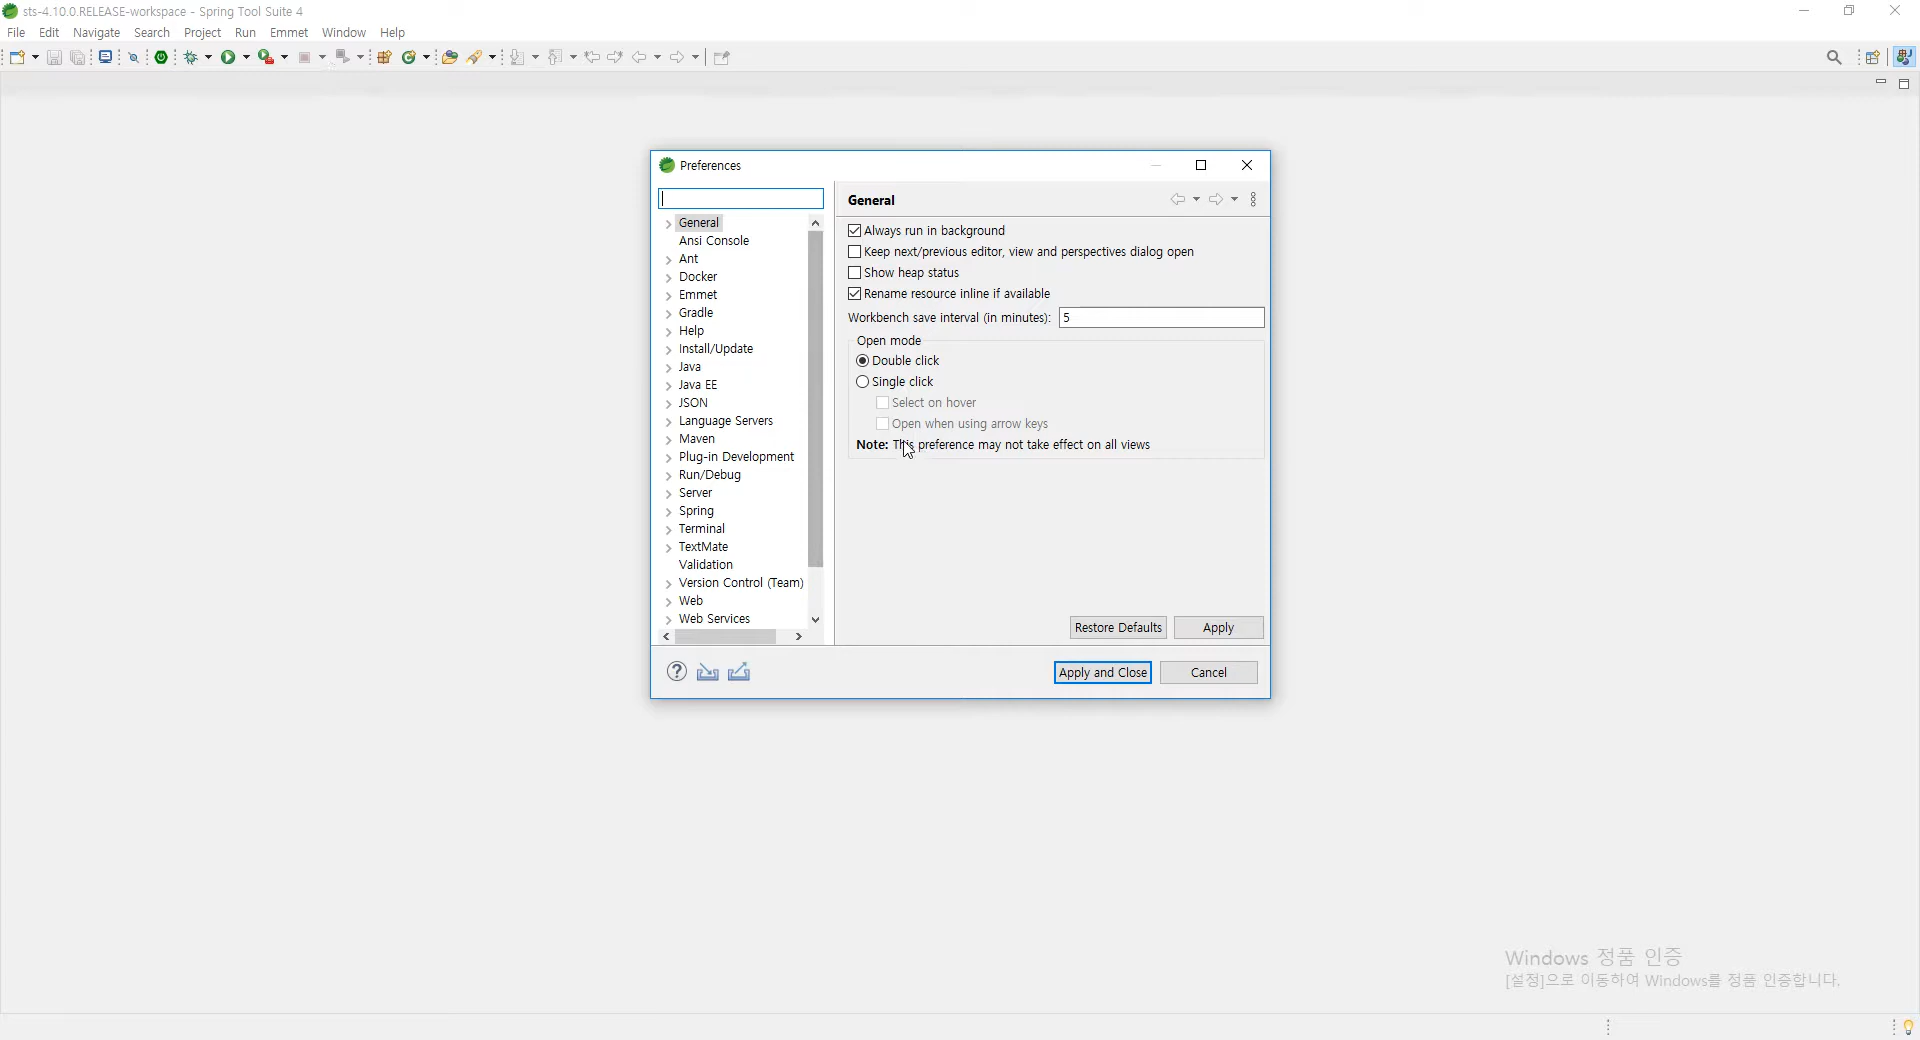 sts-4.10.0.RELEASE-workspace - Spring Tool Suite 4
File Edit Navigate Search Project Run Emmet Window Help
Preferences
General
General
Ansi Console
Ant
Docker
Emmet
Gradle
Help
Install/Update
Java
Java EE
JSON
Language Servers
Maven
Plug-in Development
Run/Debug
Server
Spring
Terminal
TextMate
Validation
Version Control (Team)
Web
Web Services
Always run in background
Keep next/previous editor, view and perspectives dialog open
Show heap status
Rename resource inline if available
Workbench save interval (in minutes): 5
Open mode
Double click
Single click
Select on hover
Open when using arrow keys
Note: This preference may not take effect on all views
Restore Defaults Apply
Apply and Close Cancel
Windows 정품 인증
[설정]으로 이동하여 Windows를 정품 인증합니다.